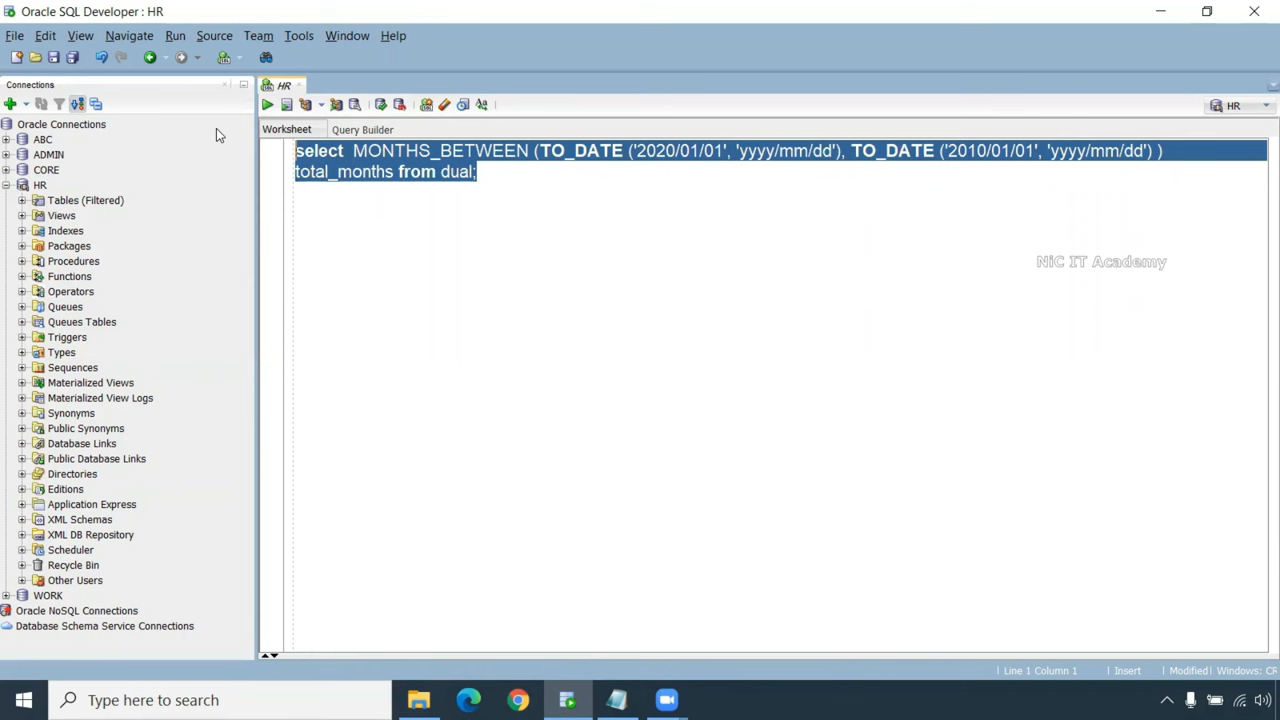 Oracle SQL Developer : HR
File Edit View Navigate Run Source Team Tools Window Help
Connections
HR
HR
Worksheet Query Builder
Oracle Connections
ABC
ADMIN
CORE
HR
Tables (Filtered)
Views
Indexes
Packages
Procedures
Functions
Operators
Queues
Queues Tables
Triggers
Types
Sequences
Materialized Views
Materialized View Logs
Synonyms
Public Synonyms
Database Links
Public Database Links
Directories
Editions
Application Express
XML Schemas
XML DB Repository
Scheduler
Recycle Bin
Other Users
WORK
Oracle NoSQL Connections
Database Schema Service Connections
select MONTHS_BETWEEN (TO_DATE ('2020/01/01', 'yyyy/mm/dd'), TO_DATE ('2010/01/01', 'yyyy/mm/dd') )
total_months from dual;
NiC IT Academy
Line 1 Column 1 Insert Modified Windows: CR
Type here to search